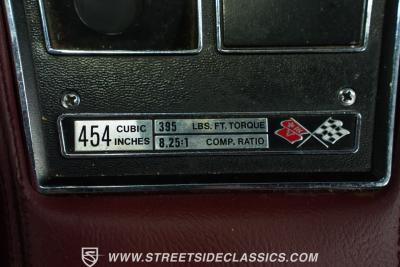 454 CUBIC INCHES
395 LBS. FT. TORQUE
8.25:1 COMP. RATIO
WWW.STREETSIDECLASSICS.COM